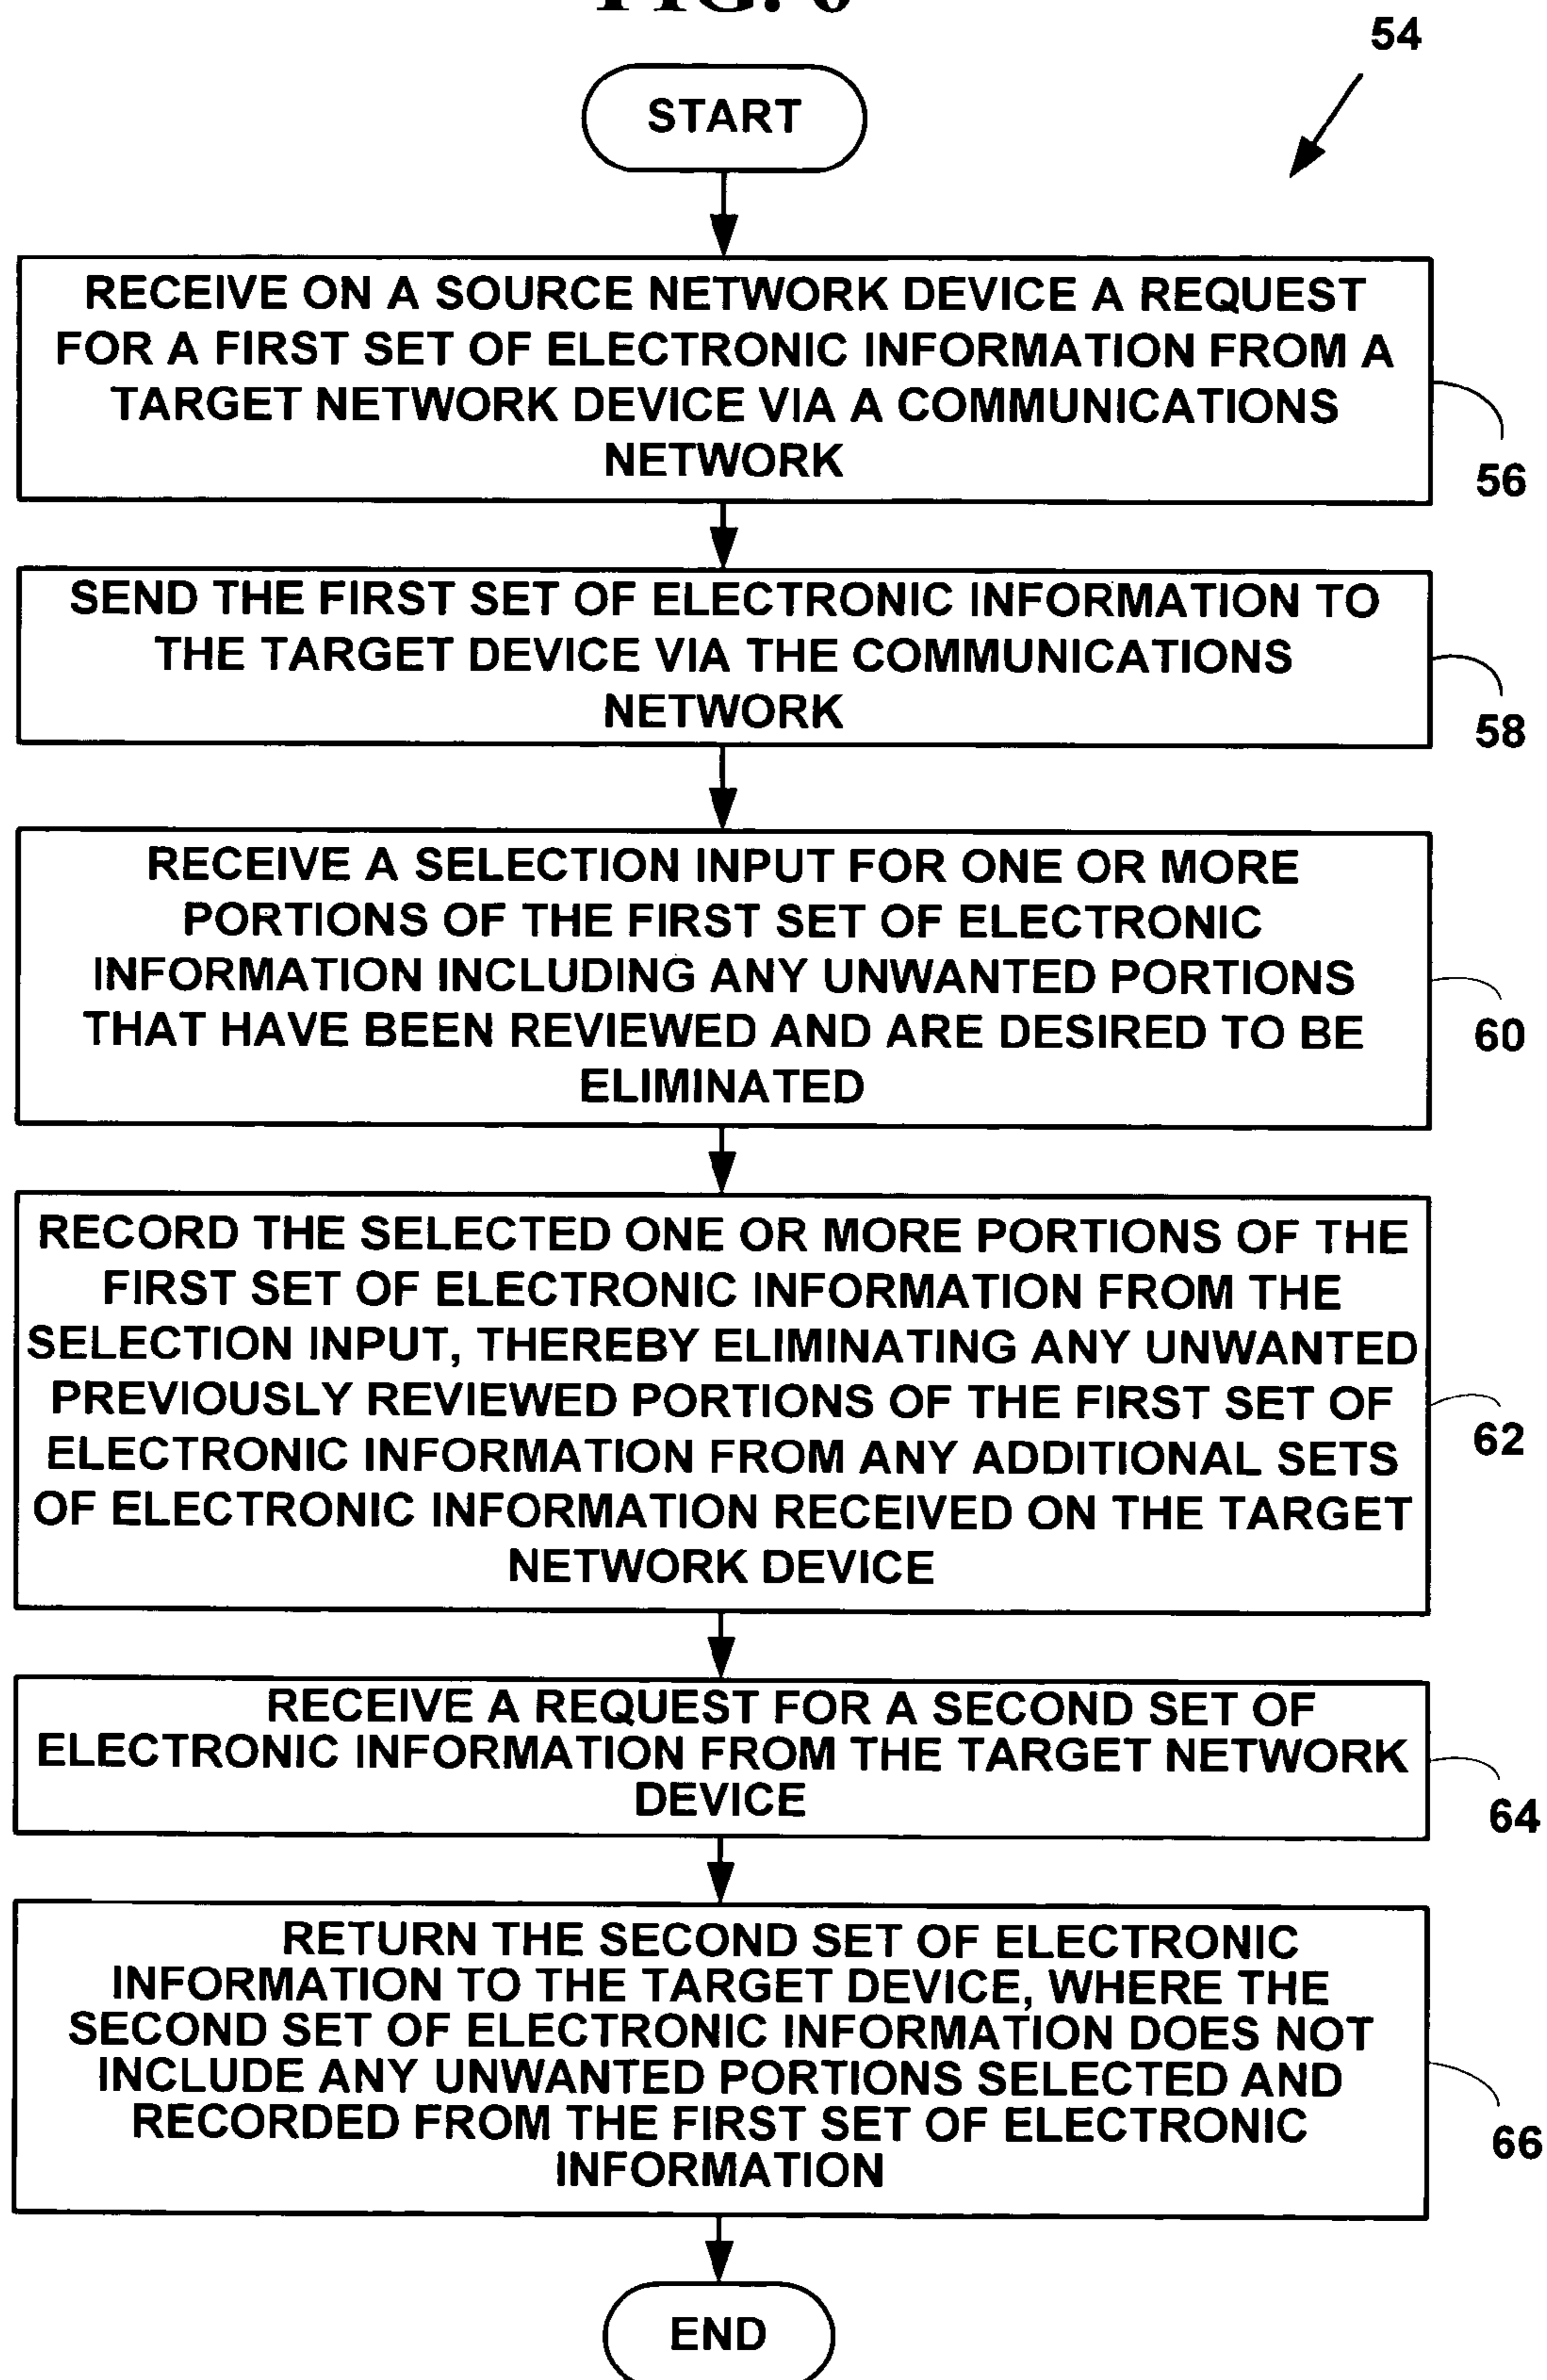 54
START
RECEIVE ON A SOURCE NETWORK DEVICE A REQUEST
FOR A FIRST SET OF ELECTRONIC INFORMATION FROM A
TARGET NETWORK DEVICE VIA A COMMUNICATIONS
NETWORK
56
SEND THE FIRST SET OF ELECTRONIC INFORMATION TO
THE TARGET DEVICE VIA THE COMMUNICATIONS
NETWORK
58
RECEIVE A SELECTION INPUT FOR ONE OR MORE
PORTIONS OF THE FIRST SET OF ELECTRONIC
INFORMATION INCLUDING ANY UNWANTED PORTIONS
THAT HAVE BEEN REVIEWED AND ARE DESIRED TO BE
ELIMINATED
60
RECORD THE SELECTED ONE OR MORE PORTIONS OF THE
FIRST SET OF ELECTRONIC INFORMATION FROM THE
SELECTION INPUT, THEREBY ELIMINATING ANY UNWANTED
PREVIOUSLY REVIEWED PORTIONS OF THE FIRST SET OF
ELECTRONIC INFORMATION FROM ANY ADDITIONAL SETS
OF ELECTRONIC INFORMATION RECEIVED ON THE TARGET
NETWORK DEVICE
62
RECEIVE A REQUEST FOR A SECOND SET OF
ELECTRONIC INFORMATION FROM THE TARGET NETWORK
DEVICE
64
RETURN THE SECOND SET OF ELECTRONIC
INFORMATION TO THE TARGET DEVICE, WHERE THE
SECOND SET OF ELECTRONIC INFORMATION DOES NOT
INCLUDE ANY UNWANTED PORTIONS SELECTED AND
RECORDED FROM THE FIRST SET OF ELECTRONIC
INFORMATION
66
END